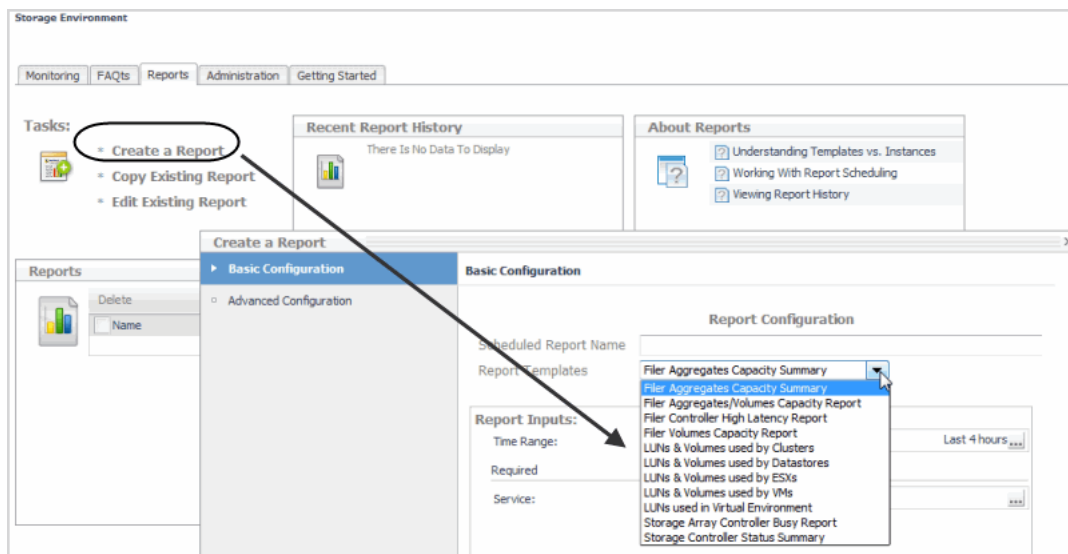 Storage Environment
Monitoring FAQts Reports Administration Getting Started
Tasks:
Create a Report
Copy Existing Report
Edit Existing Report
Recent Report History
There Is No Data To Display
About Reports
Understanding Templates vs. Instances
Working With Report Scheduling
Viewing Report History
Reports
Delete
Name
Create a Report
Basic Configuration
Advanced Configuration
Basic Configuration
Report Configuration
Scheduled Report Name
Report Templates
Filer Aggregates Capacity Summary
Filer Aggregates Capacity Summary
Filer Aggregates/Volumes Capacity Report
Filer Controller High Latency Report
Filer Volumes Capacity Report
LUNs & Volumes used by Clusters
LUNs & Volumes used by Datastores
LUNs & Volumes used by ESXs
LUNs & Volumes used by VMs
LUNs used in Virtual Environment
Storage Array Controller Busy Report
Storage Controller Status Summary
Report Inputs:
Time Range:
Last 4 hours ...
Required
Service:
...